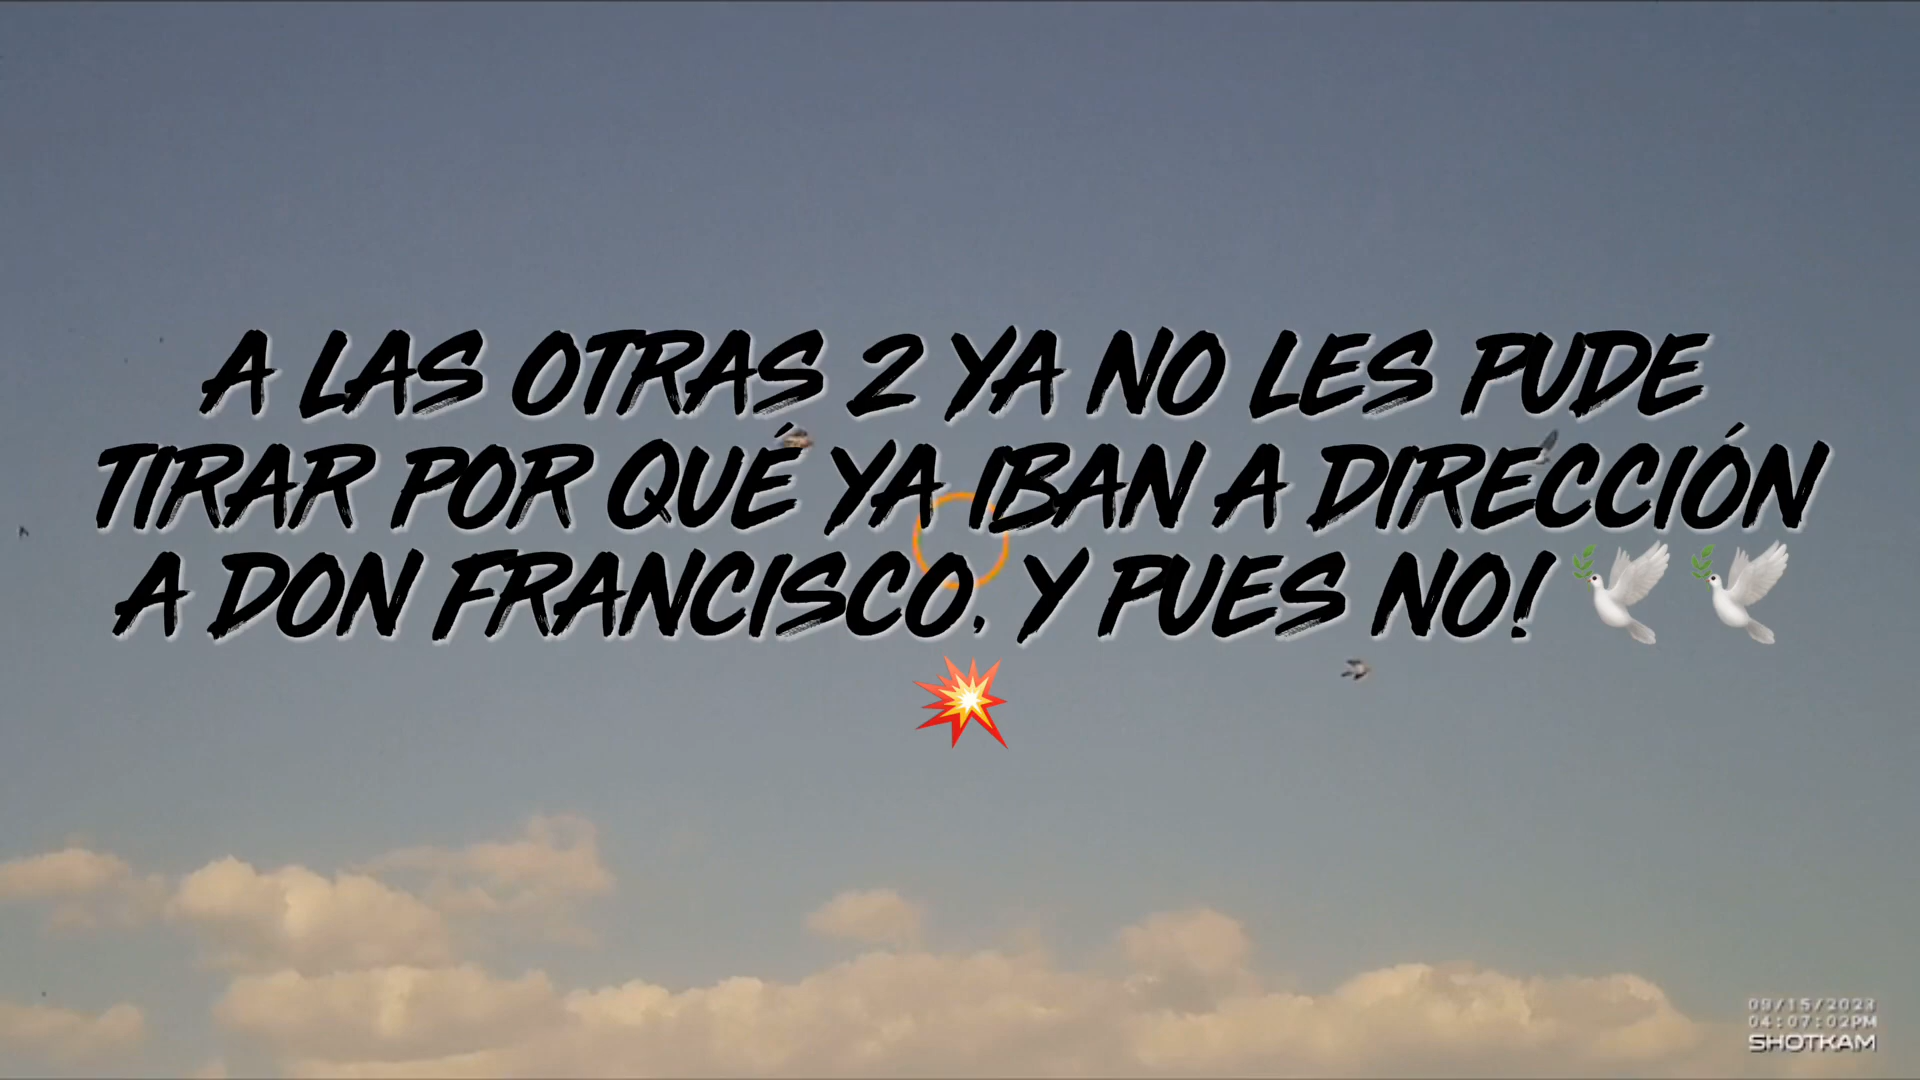 A LAS OTRAS 2 YA NO LES PUDE
TIRAR POR QUÉ YA IBAN A DIRECCIÓN
A DON FRANCISCO, Y PUES NO! 🕊️🕊️
💥
09/15/2023
04:07:02PM
SHOTKAM